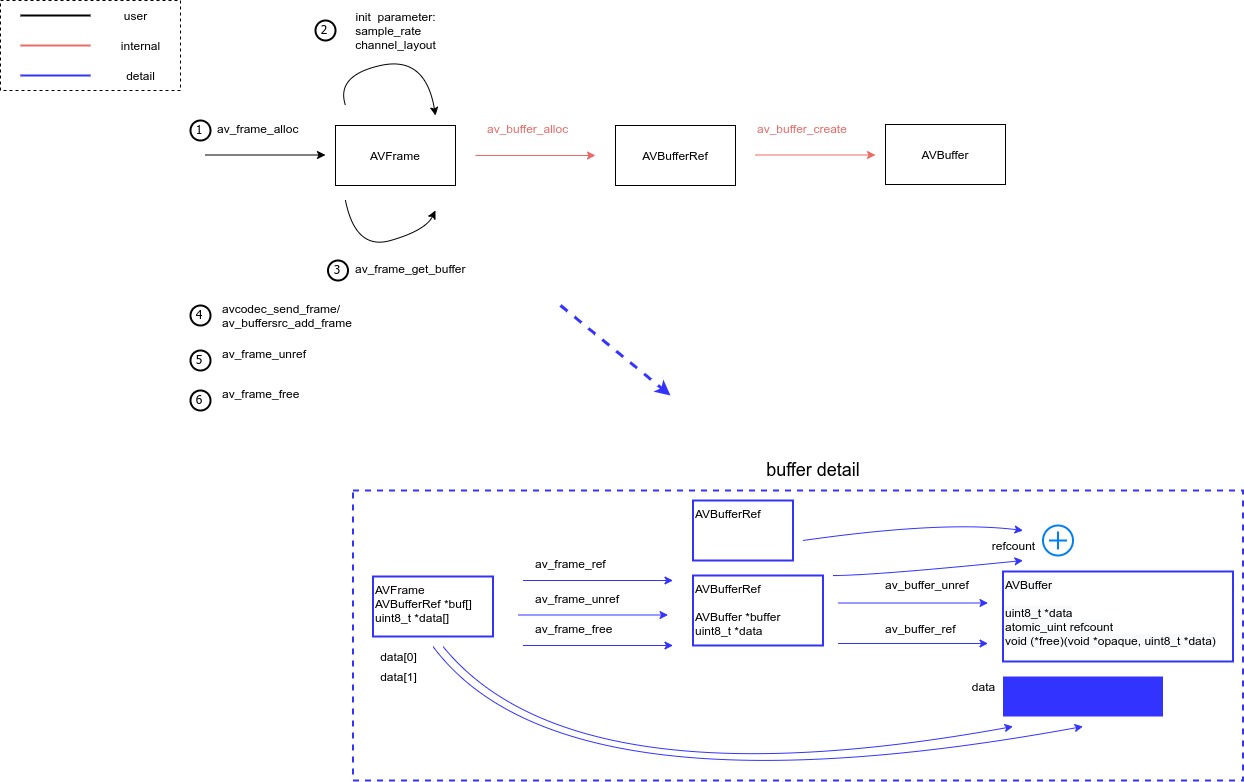 user
internal
detail
2
init parameter:
sample_rate
channel_layout
1
av_frame_alloc
AVFrame
av_buffer_alloc
AVBufferRef
av_buffer_create
AVBuffer
3
av_frame_get_buffer
4
avcodec_send_frame/
av_buffersrc_add_frame
5
av_frame_unref
6
av_frame_free
buffer detail
AVBufferRef
refcount
AVFrame
AVBufferRef *buf[]
uint8_t *data[]
data[0]
data[1]
av_frame_ref
av_frame_unref
av_frame_free
AVBufferRef
AVBuffer *buffer
uint8_t *data
av_buffer_unref
av_buffer_ref
AVBuffer
uint8_t *data
atomic_uint refcount
void (*free)(void *opaque, uint8_t *data)
data